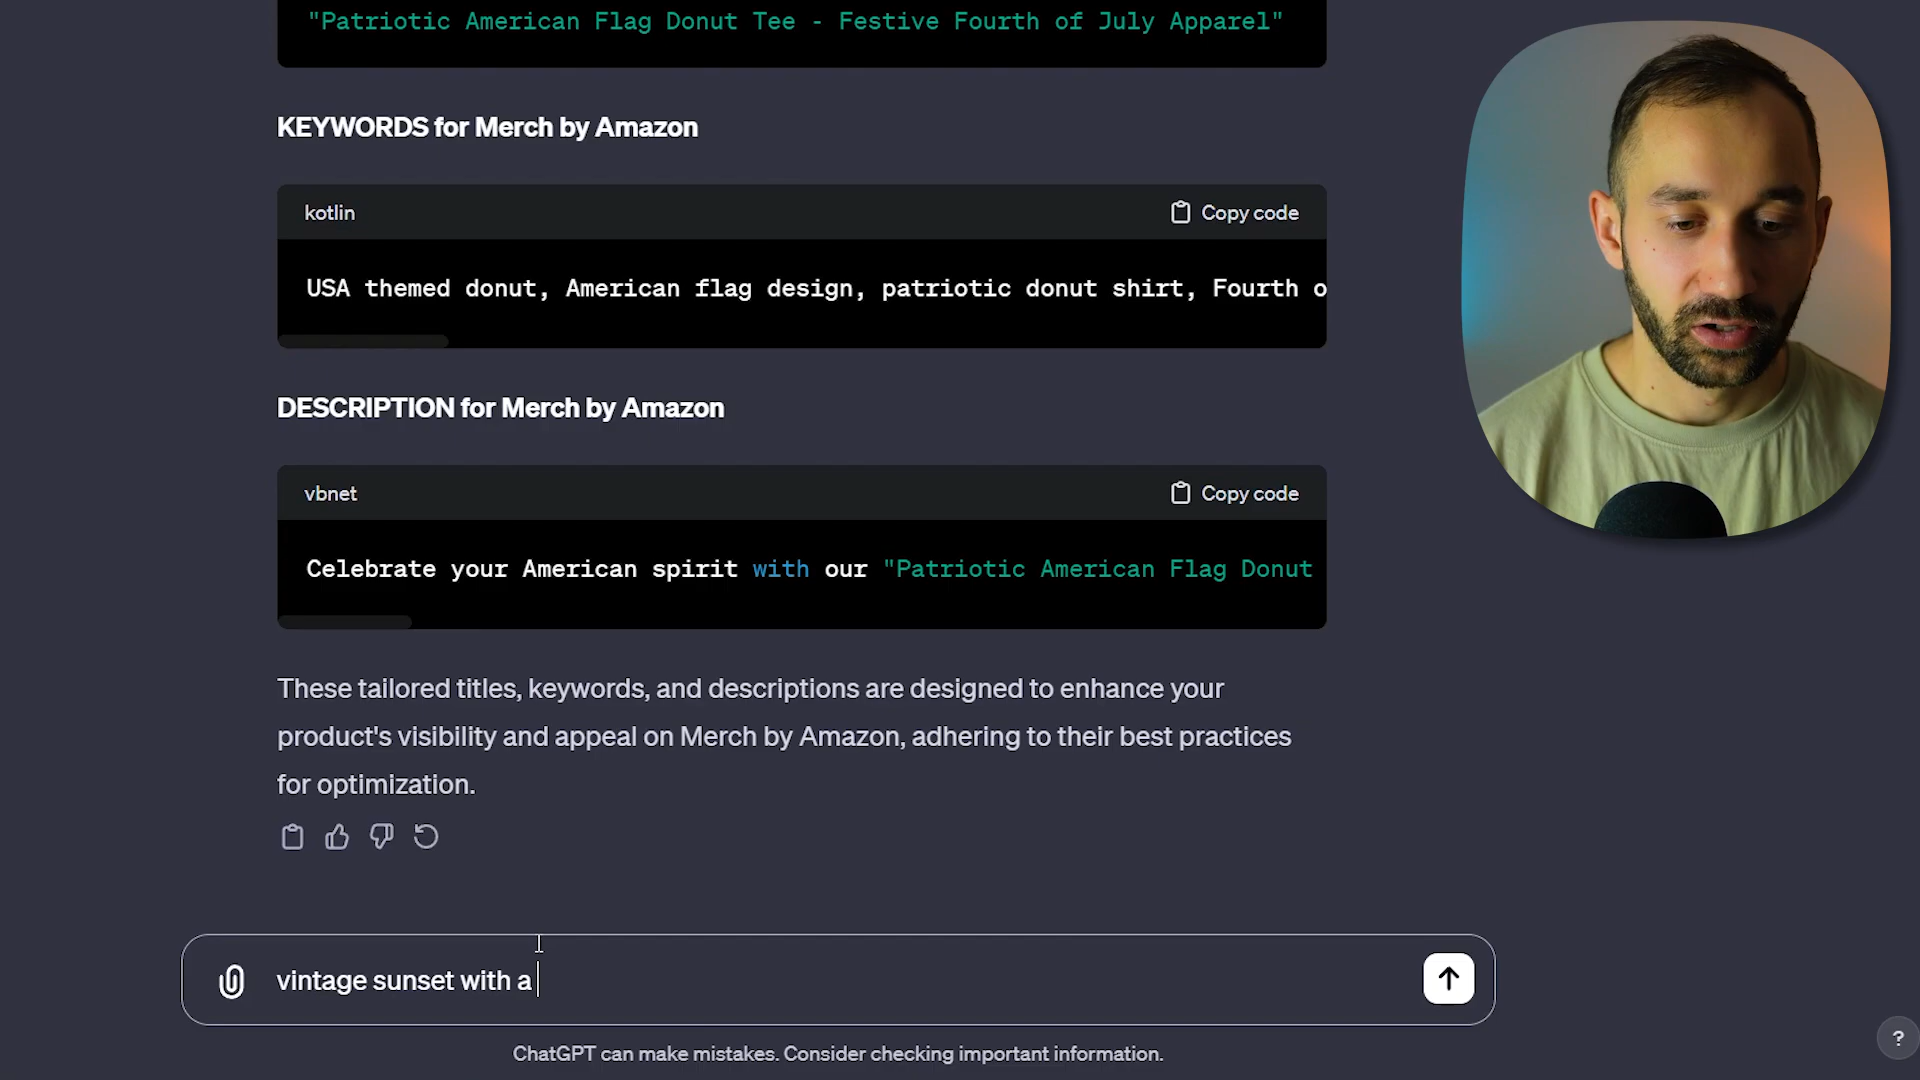 "Patriotic American Flag Donut Tee - Festive Fourth of July Apparel"
KEYWORDS for Merch by Amazon
kotlin
Copy code
USA themed donut, American flag design, patriotic donut shirt, Fourth o
DESCRIPTION for Merch by Amazon
vbnet
Copy code
Celebrate your American spirit with our "Patriotic American Flag Donut
These tailored titles, keywords, and descriptions are designed to enhance your
product's visibility and appeal on Merch by Amazon, adhering to their best practices
for optimization.
vintage sunset with a
ChatGPT can make mistakes. Consider checking important information.
?